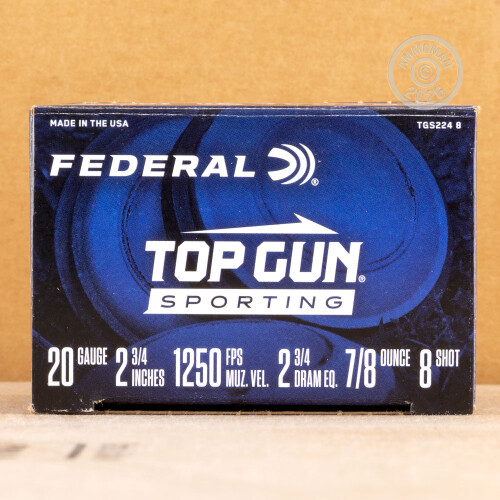 MADE IN THE USA
TGS224 8
FEDERAL®
TOP GUN®
SPORTING
20 GAUGE 2 3/4 INCHES 1250 FPS MUZ. VEL. 2 3/4 DRAM EQ. 7/8 OUNCE 8 SHOT